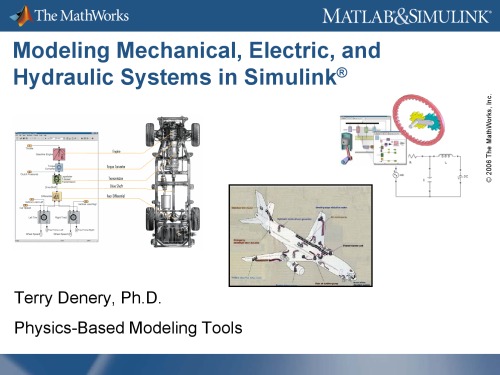 The MathWorks
MATLAB&SIMULINK®
Modeling Mechanical, Electric, and
Hydraulic Systems in Simulink®
© 2006 The MathWorks, Inc.
Engine
Torque Converter
Transmission
Drive Shaft
Rear Differential
Terry Denery, Ph.D.
Physics-Based Modeling Tools